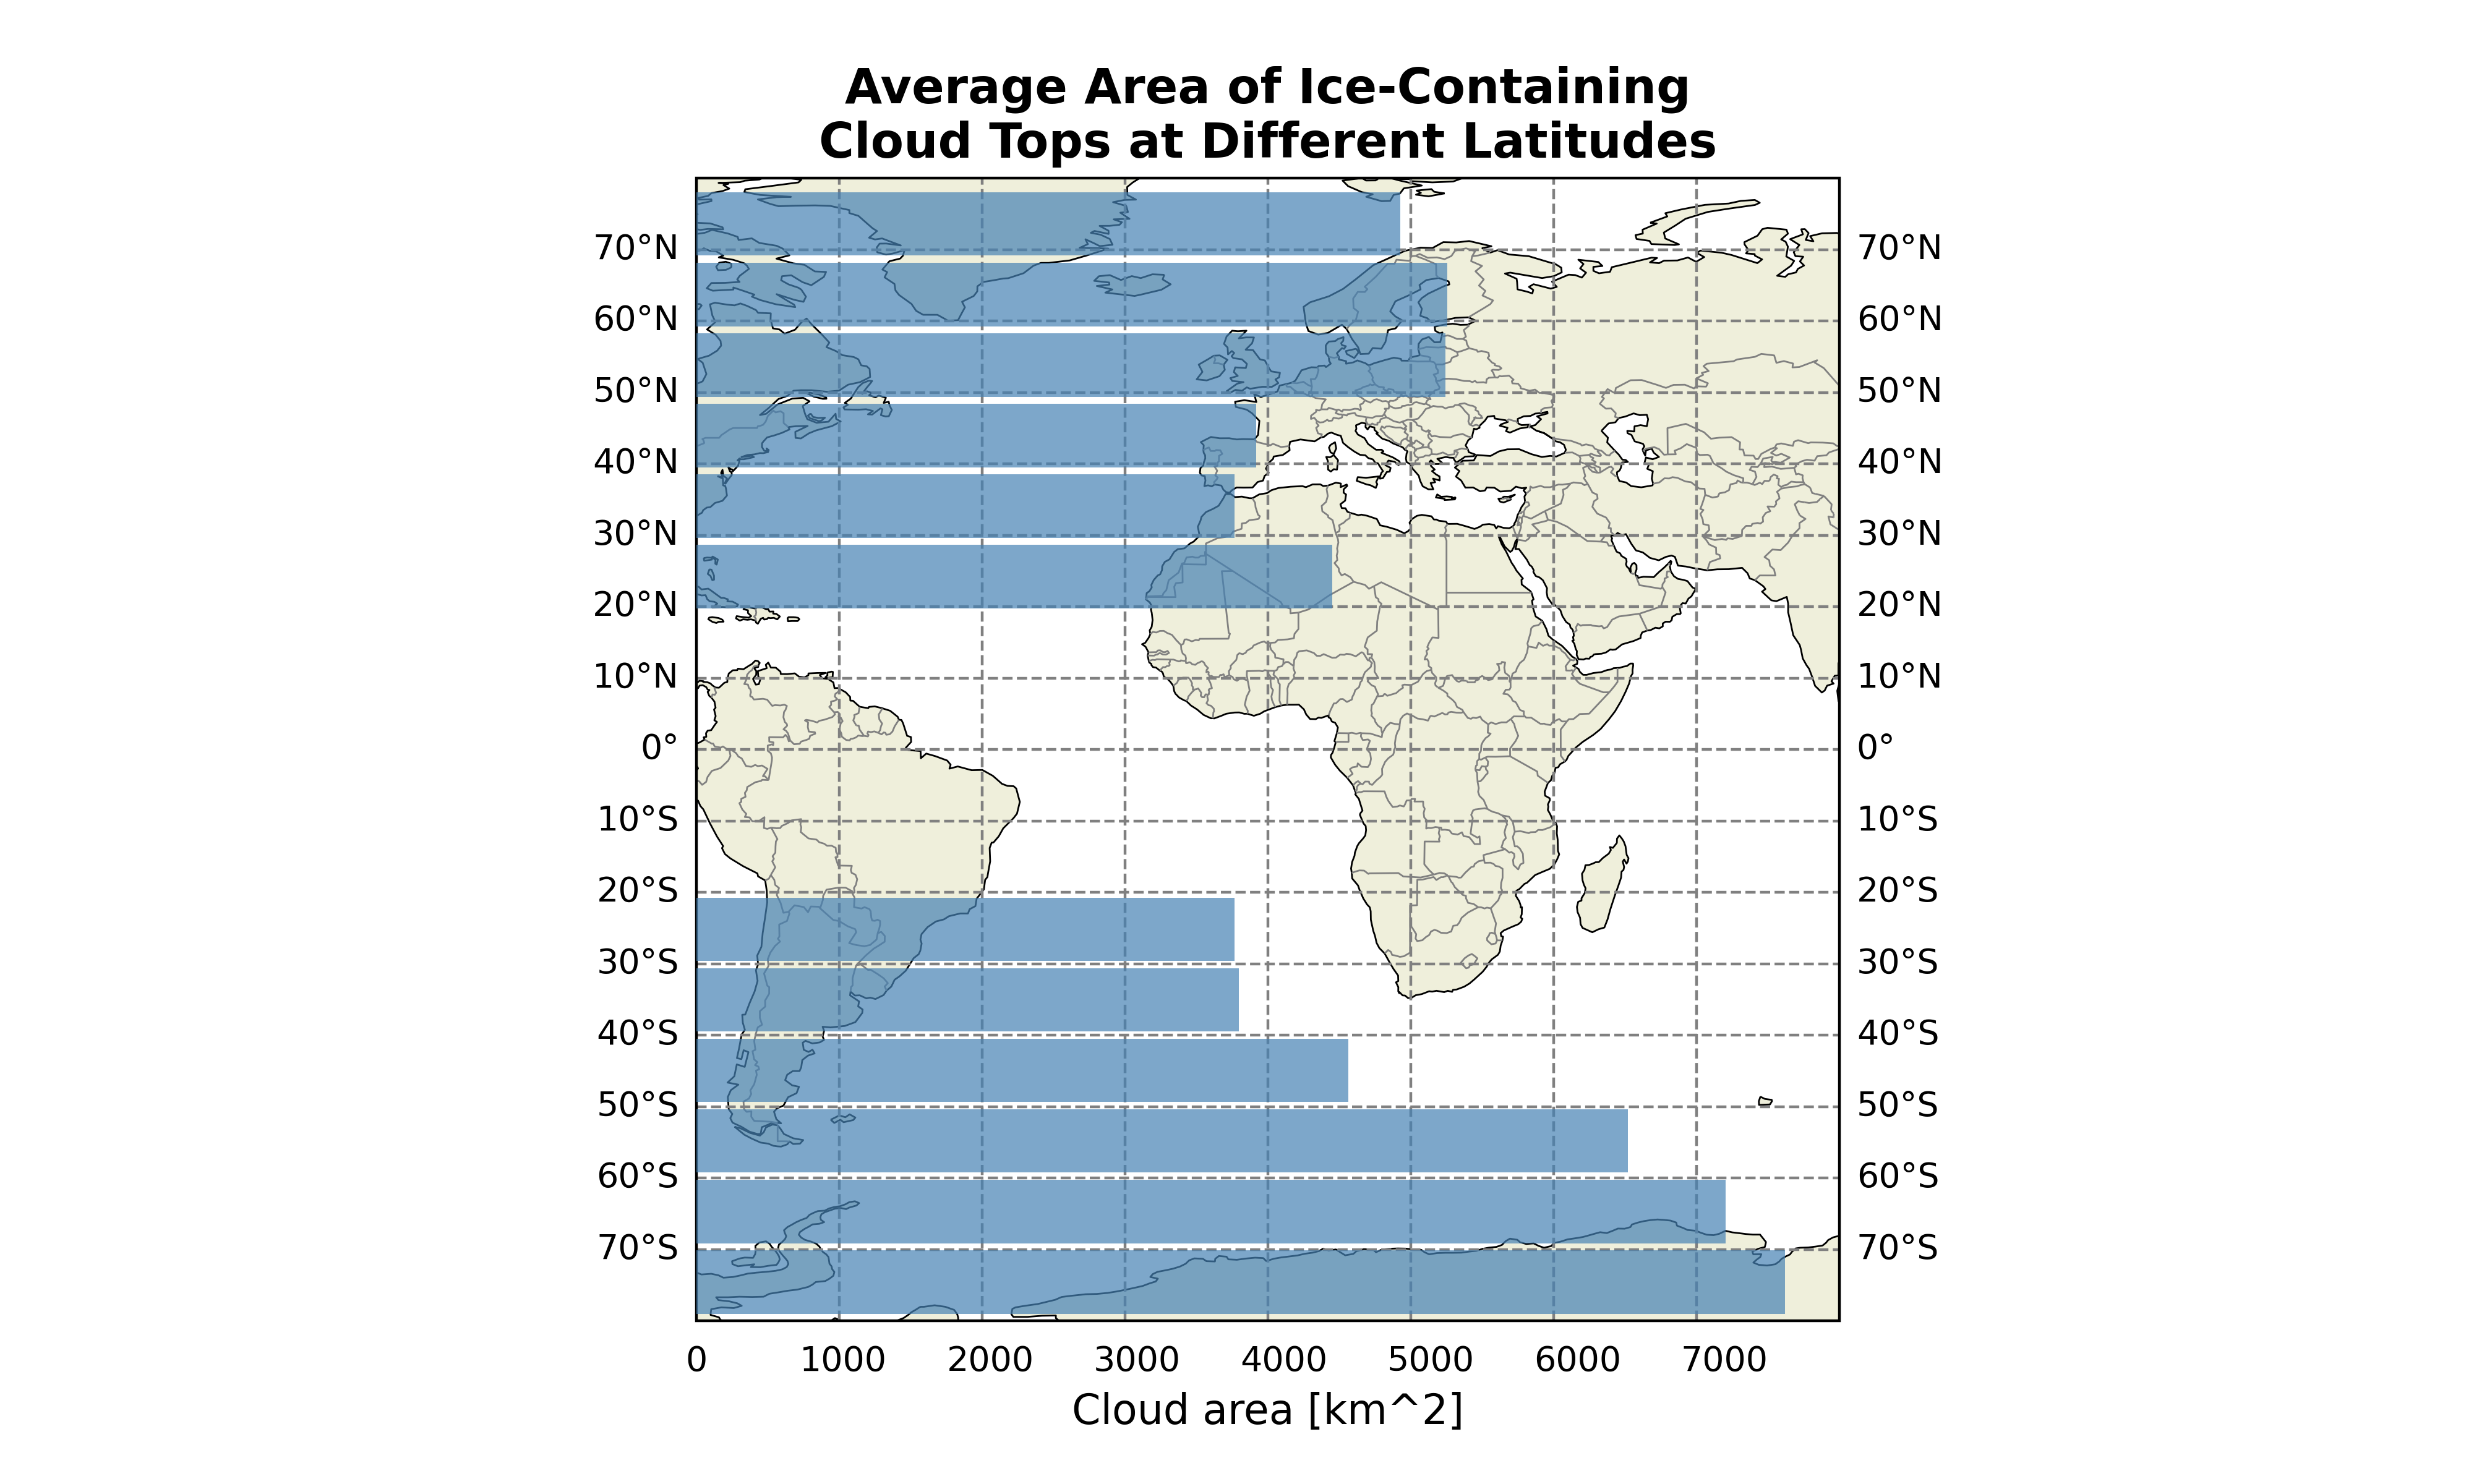 Average Area of Ice-Containing
Cloud Tops at Different Latitudes
70°N 70°N
60°N 60°N
50°N 50°N
40°N 40°N
30°N 30°N
20°N 20°N
10°N 10°N
0° 0°
10°S 10°S
20°S 20°S
30°S 30°S
40°S 40°S
50°S 50°S
60°S 60°S
70°S 70°S
0 1000 2000 3000 4000 5000 6000 7000
Cloud area [km^2]